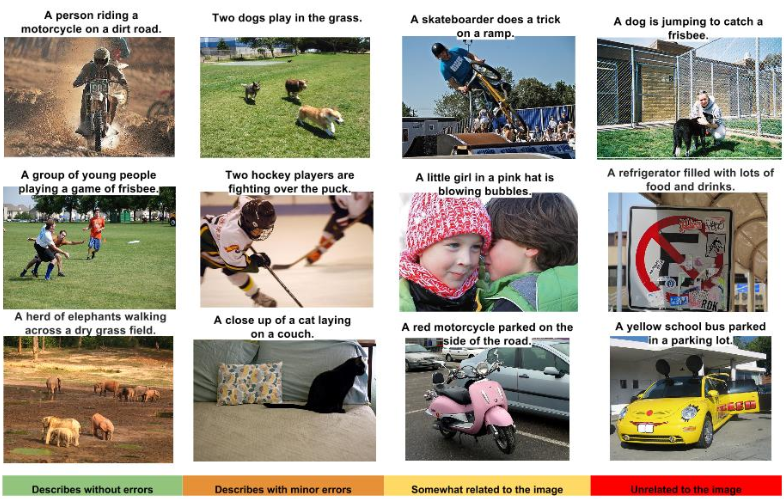 A person riding a
motorcycle on a dirt road.
Two dogs play in the grass.
A skateboarder does a trick
on a ramp.
A dog is jumping to catch a
frisbee.
A group of young people
playing a game of frisbee.
Two hockey players are
fighting over the puck.
A little girl in a pink hat is
blowing bubbles.
A refrigerator filled with lots of
food and drinks.
A herd of elephants walking
across a dry grass field.
A close up of a cat laying
on a couch.
A red motorcycle parked on the
side of the road.
A yellow school bus parked
in a parking lot.
Describes without errors
Describes with minor errors
Somewhat related to the image
Unrelated to the image